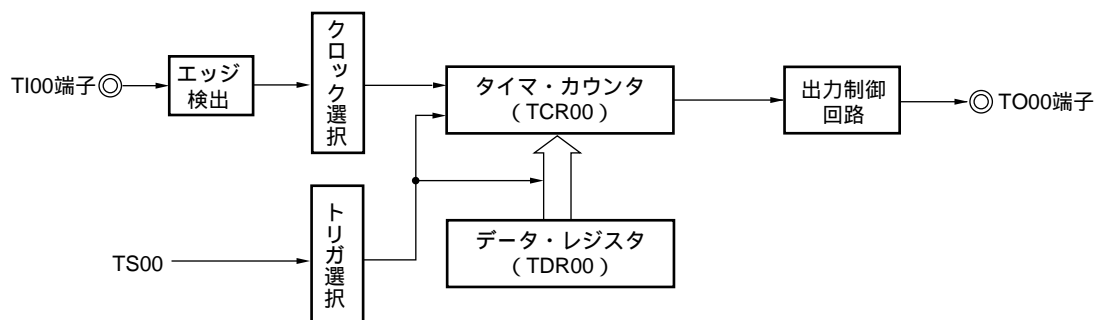 TI00端子
エッジ
検出
クロック選択
タイマ・カウンタ
(TCR00)
出力制御
回路
TO00端子
TS00
トリガ選択
データ・レジスタ
(TDR00)